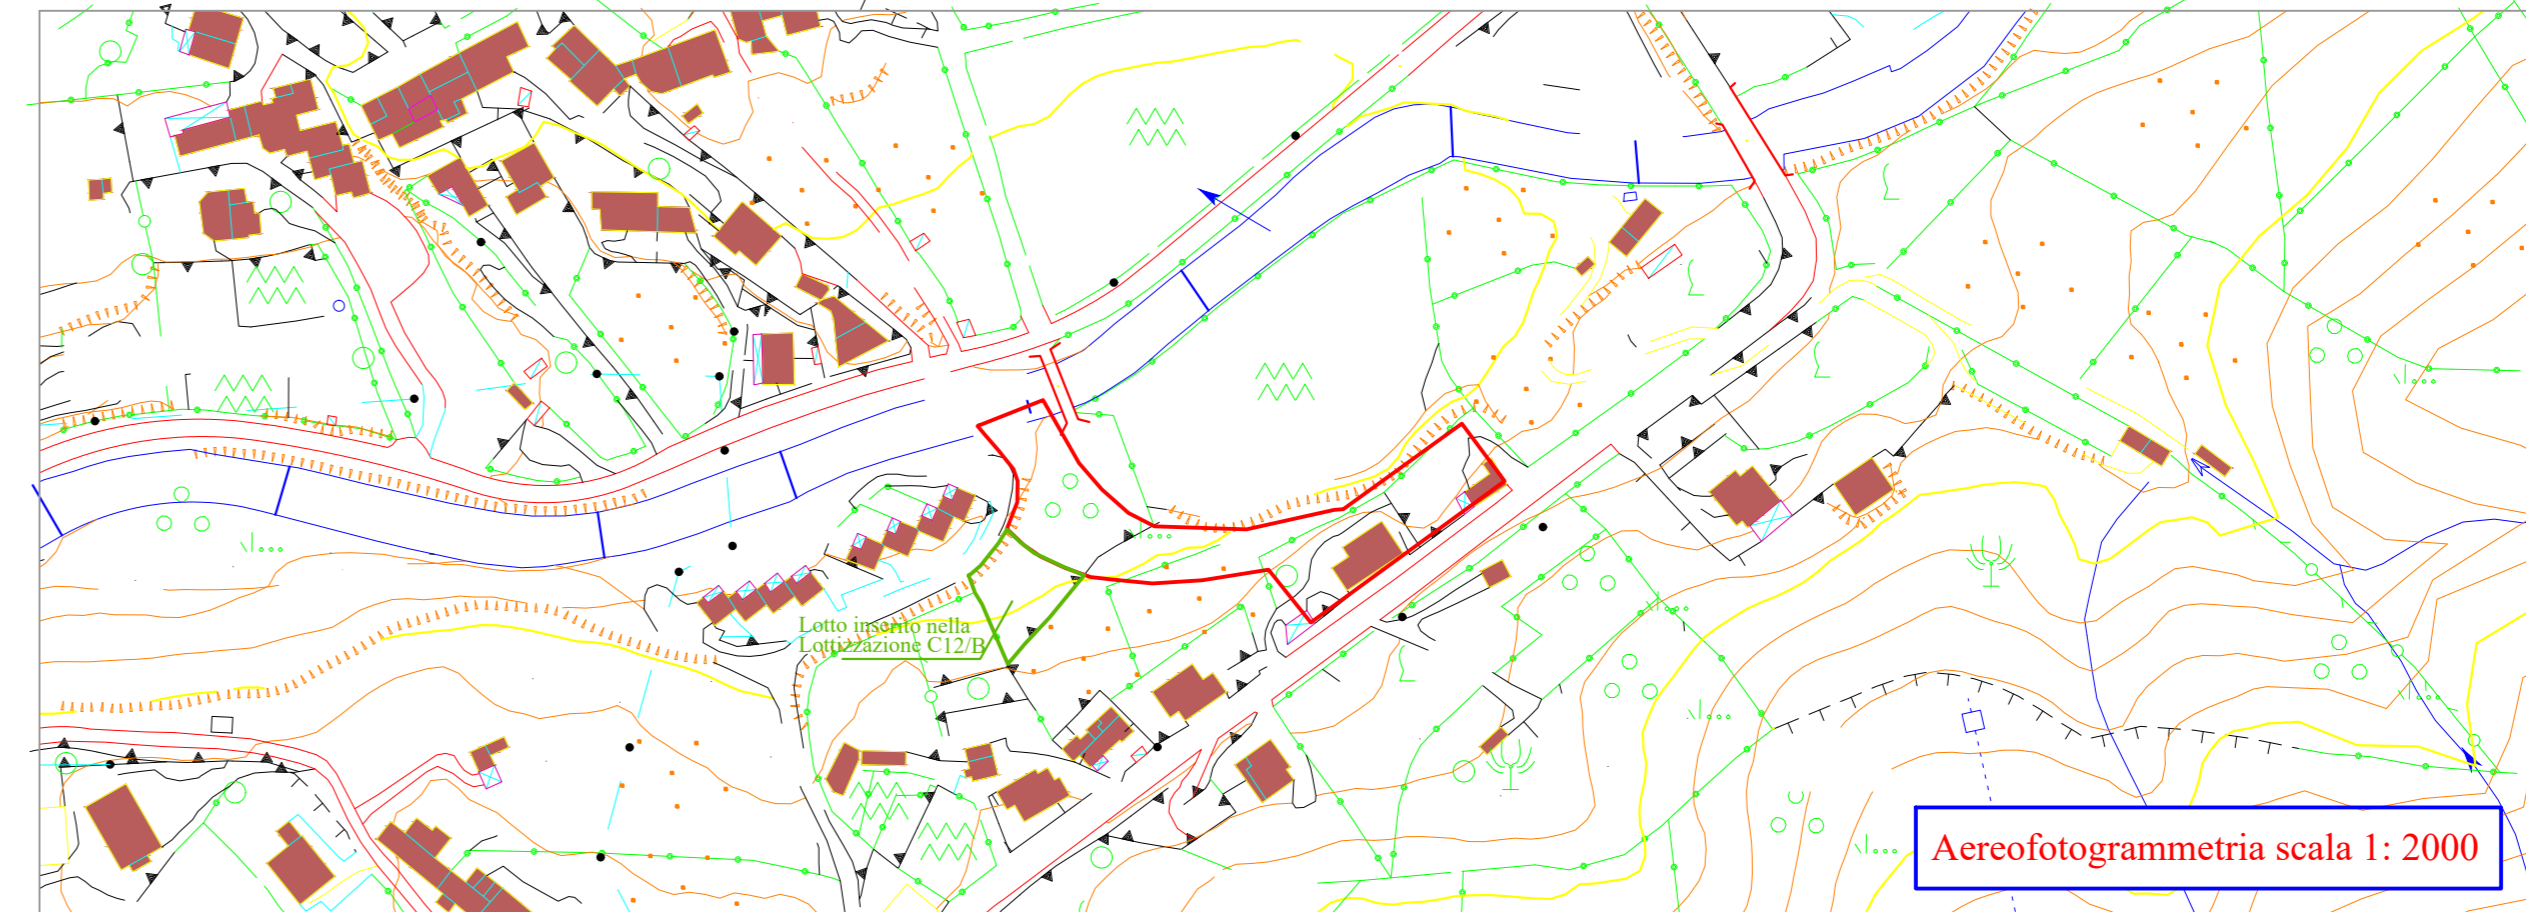 Lotto inserito nella
Lottizzazione C12/B
Aereofotogrammetria scala 1: 2000